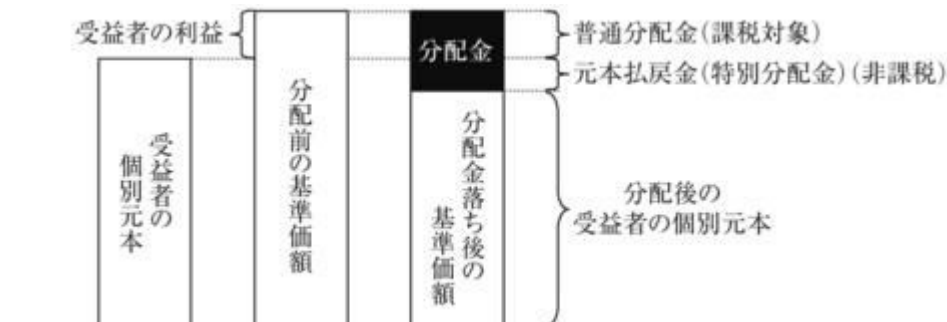 受益者の利益
分配金
普通分配金(課税対象)
元本払戻金(特別分配金)(非課税)
受益者の
個別元本
分配前の基準価額
分配金落ち後の
基準価額
分配後の
受益者の個別元本